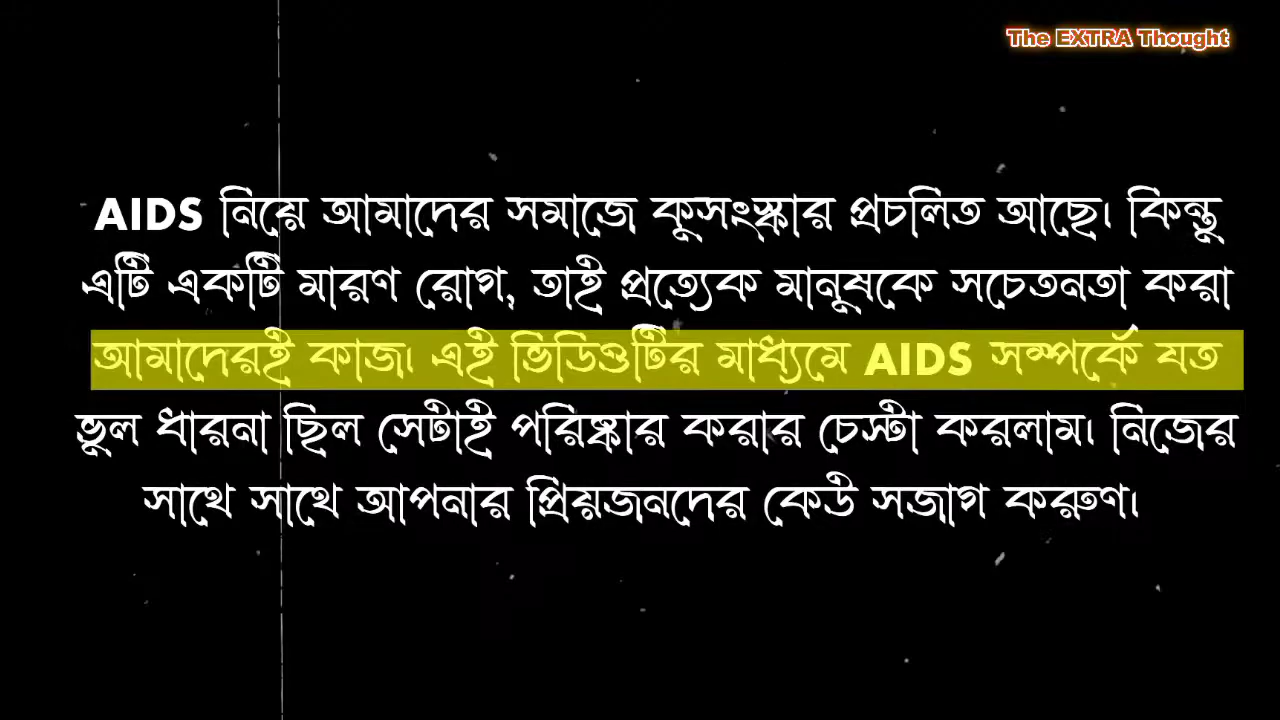 The EXTRA Thought
AIDS নিয়ে আমাদের সমাজে কুসংস্কার প্রচলিত আছে। কিন্তু
এটি একটি মারণ রোগ, তাই প্রত্যেক মানুষকে সচেতনতা করা
আমাদেরই কাজ। এই ভিডিওটির মাধ্যমে AIDS সম্পর্কে যত
ভুল ধারনা ছিল সেটাই পরিষ্কার করার চেস্টা করলাম। নিজের
সাথে সাথে আপনার প্রিয়জনদের কেউ সজাগ করুণ।